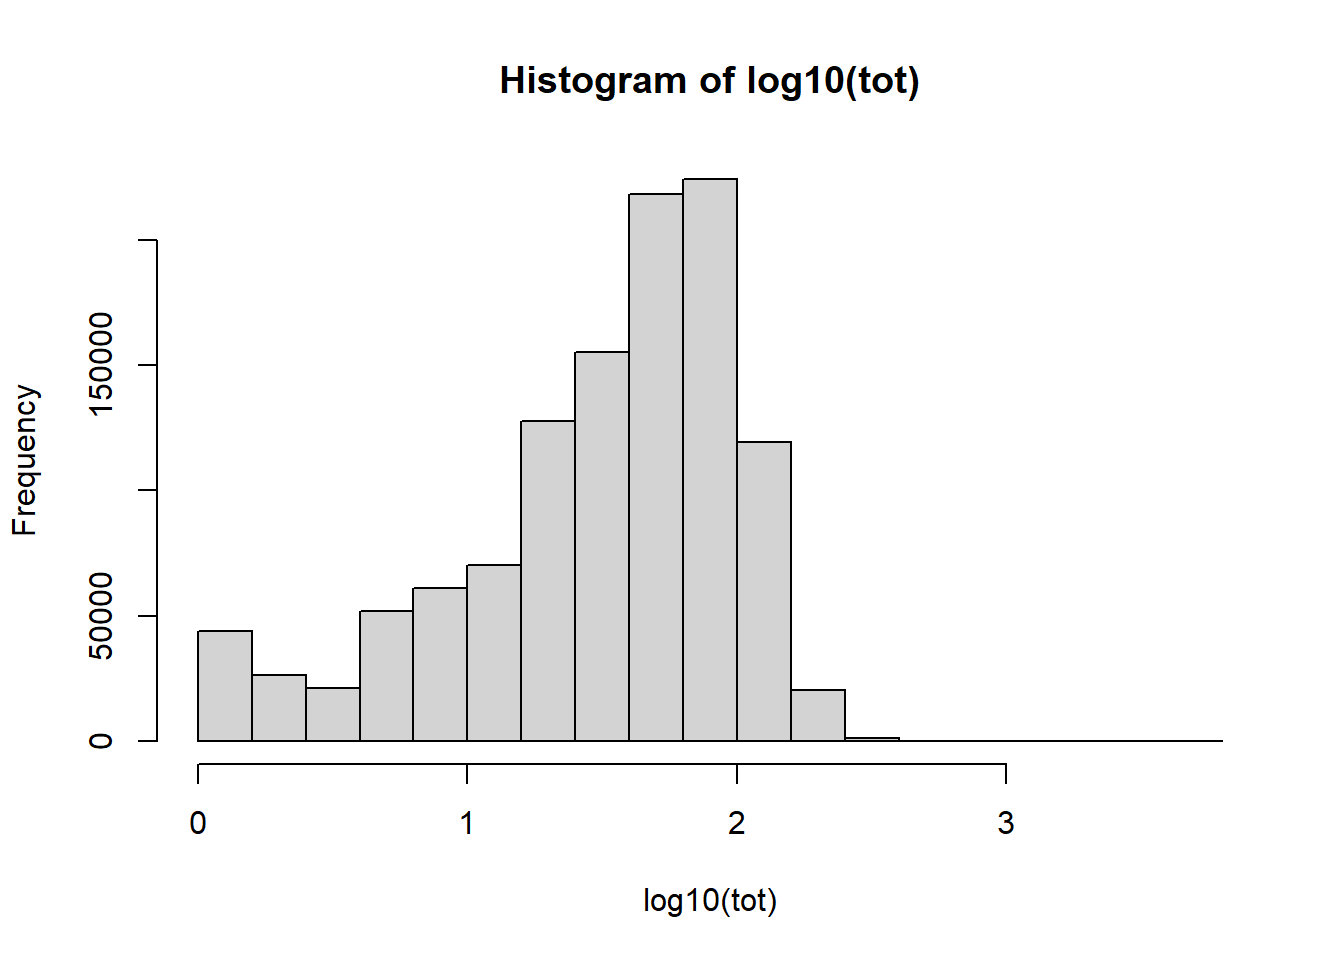 Histogram of log10(tot)
Frequency
150000
50000
0
0 1 2 3
log10(tot)